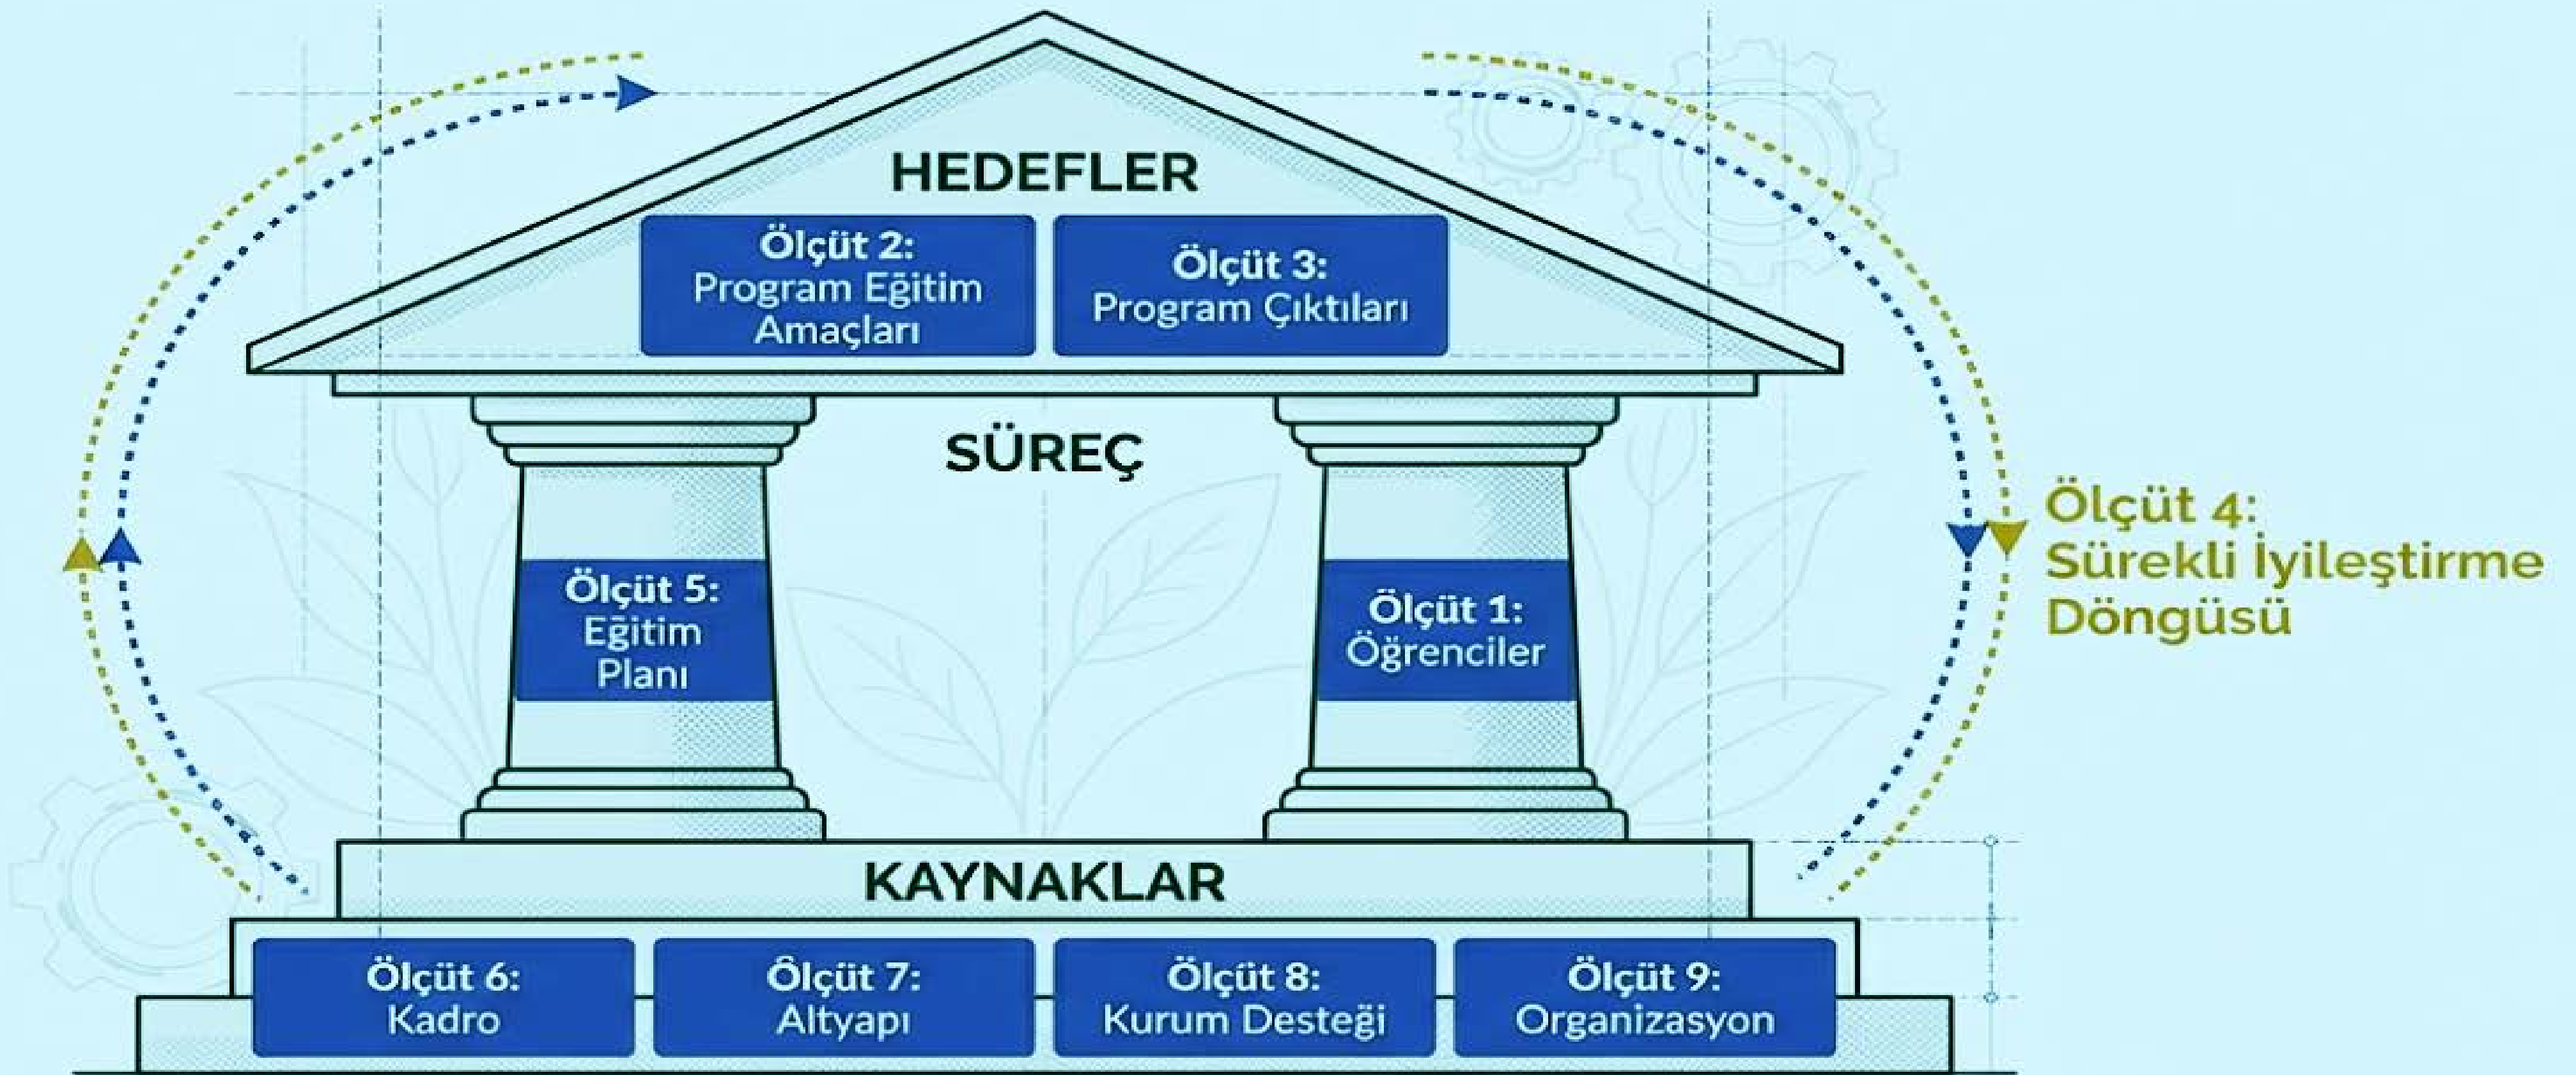 HEDEFLER
Ölçüt 2:
Program Eğitim
Amaçları
Ölçüt 3:
Program Çıktıları
SÜREÇ
Ölçüt 5:
Eğitim
Planı
Ölçüt 1:
Öğrenciler
Ölçüt 4:
Sürekli İyileştirme
Döngüsü
KAYNAKLAR
Ölçüt 6:
Kadro
Ölçüt 7:
Altyapı
Ölçüt 8:
Kurum Desteği
Ölçüt 9:
Organizasyon